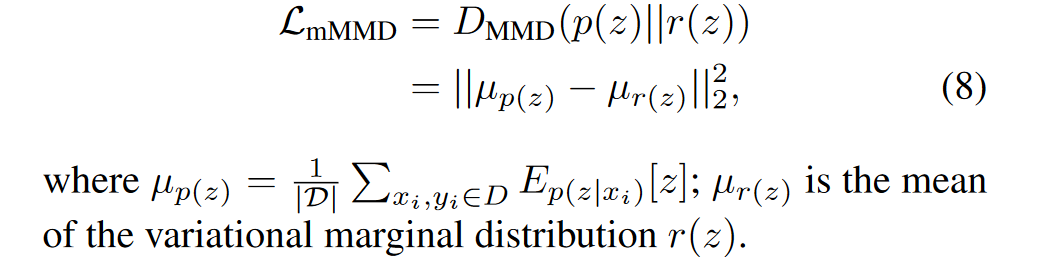 ℒ_mMMD = D_MMD(p(z)||r(z))
= ||μ_p(z) − μ_r(z)||₂², (8)
where μ_p(z) = 1/|𝒟| ∑_{x_i,y_i∈D} E_{p(z|x_i)}[z]; μ_r(z) is the mean
of the variational marginal distribution r(z).